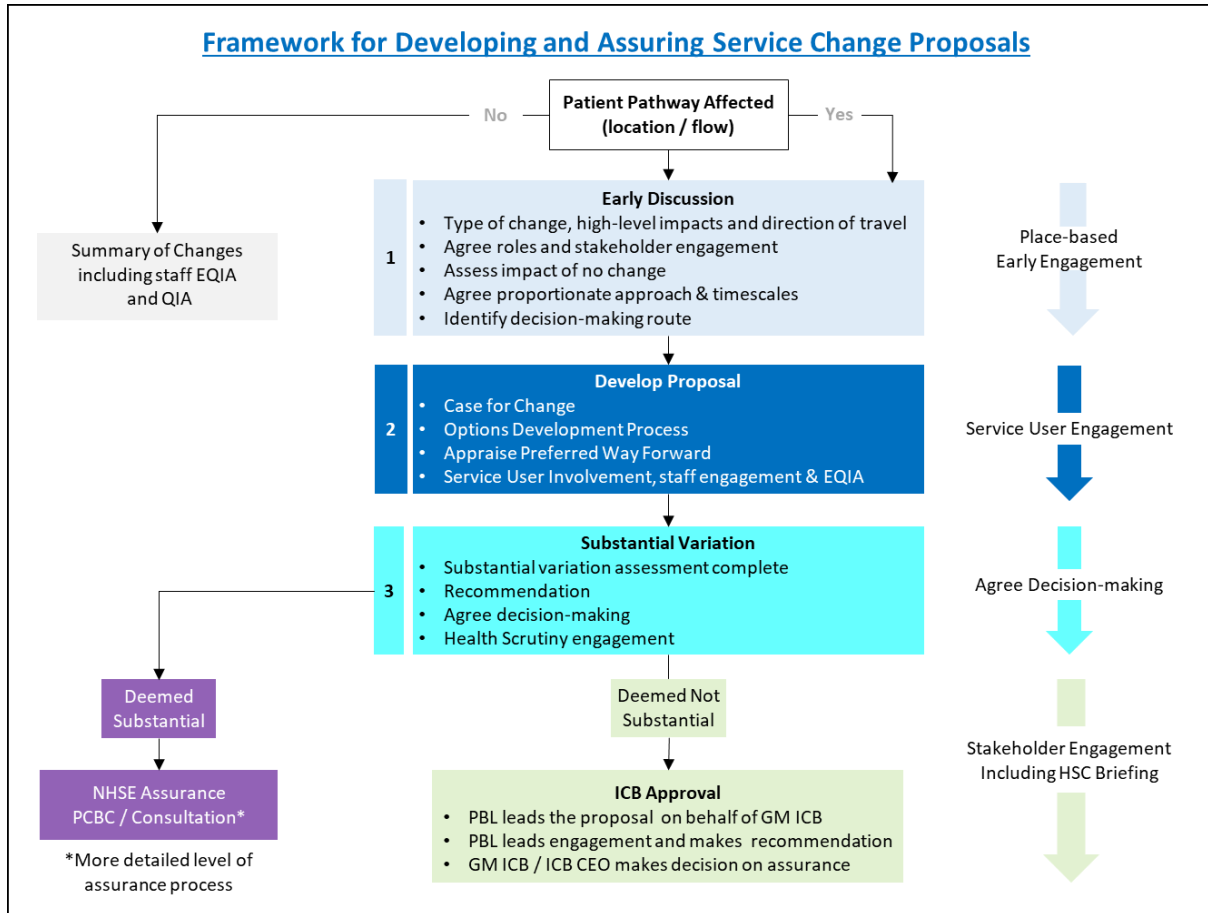 Framework for Developing and Assuring Service Change Proposals
Patient Pathway Affected
(location / flow)
No
Yes
Summary of Changes
including staff EQIA
and QIA
1
Early Discussion
• Type of change, high-level impacts and direction of travel
• Agree roles and stakeholder engagement
• Assess impact of no change
• Agree proportionate approach & timescales
• Identify decision-making route
Place-based
Early Engagement
2
Develop Proposal
• Case for Change
• Options Development Process
• Appraise Preferred Way Forward
• Service User Involvement, staff engagement & EQIA
Service User Engagement
3
Substantial Variation
• Substantial variation assessment complete
• Recommendation
• Agree decision-making
• Health Scrutiny engagement
Agree Decision-making
Deemed
Substantial
Deemed Not
Substantial
NHSE Assurance
PCBC / Consultation*
*More detailed level of
assurance process
ICB Approval
• PBL leads the proposal on behalf of GM ICB
• PBL leads engagement and makes recommendation
• GM ICB / ICB CEO makes decision on assurance
Stakeholder Engagement
Including HSC Briefing